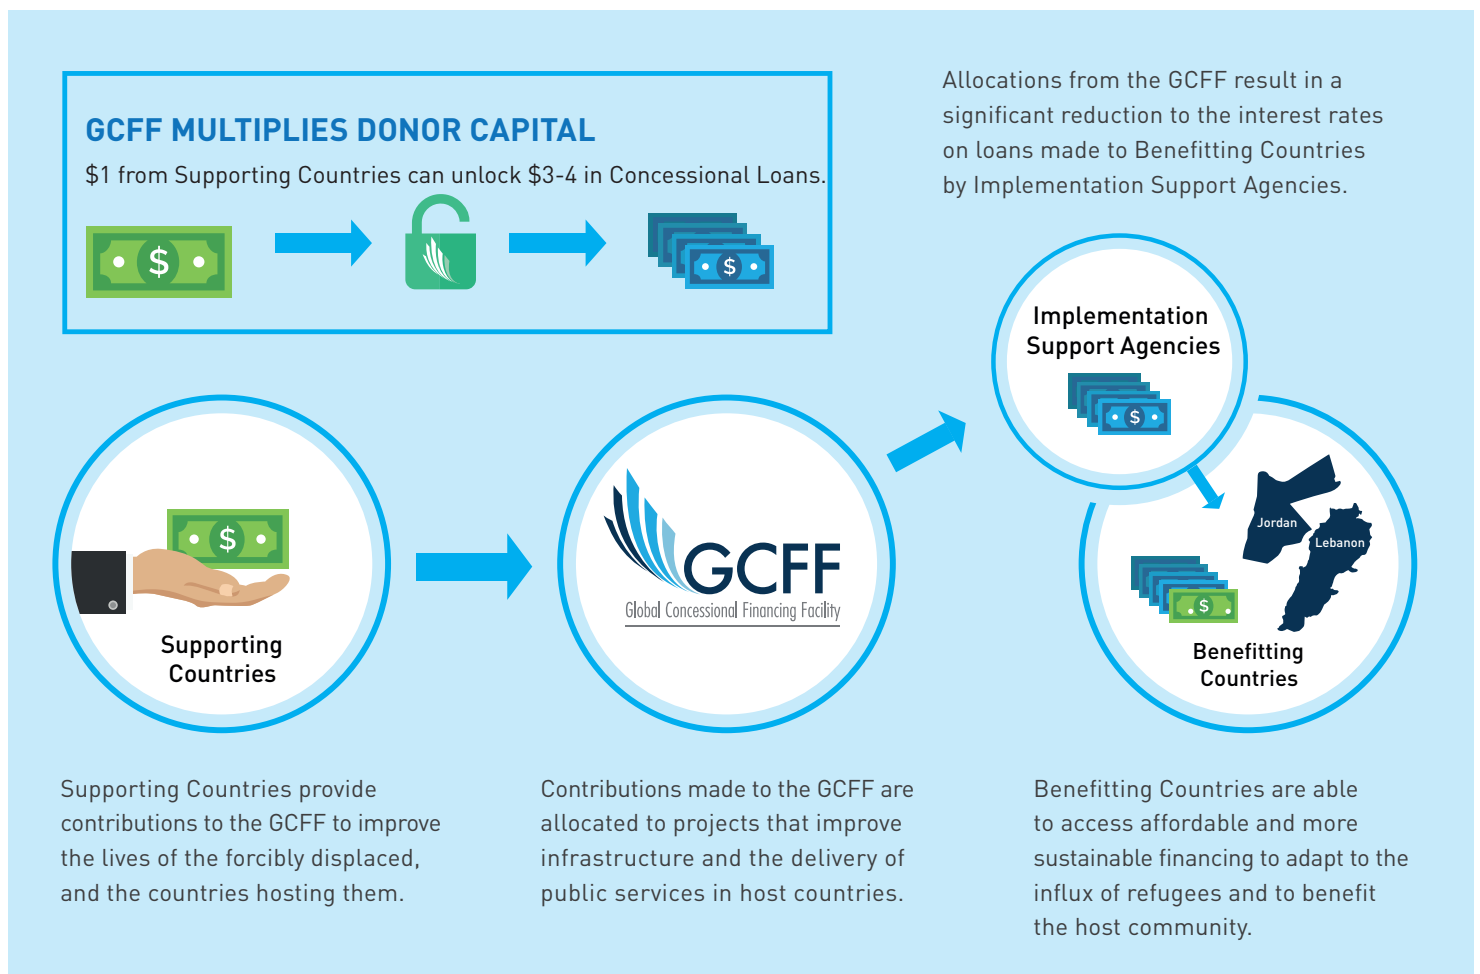 GCFF MULTIPLIES DONOR CAPITAL
$1 from Supporting Countries can unlock $3-4 in Concessional Loans.
$
$
Allocations from the GCFF result in a
significant reduction to the interest rates
on loans made to Benefitting Countries
by Implementation Support Agencies.
$
Supporting
Countries
GCFF
Global Concessional Financing Facility
Implementation
Support Agencies
$
Jordan
Lebanon
$
Benefitting
Countries
Supporting Countries provide
contributions to the GCFF to improve
the lives of the forcibly displaced,
and the countries hosting them.
Contributions made to the GCFF are
allocated to projects that improve
infrastructure and the delivery of
public services in host countries.
Benefitting Countries are able
to access affordable and more
sustainable financing to adapt to the
influx of refugees and to benefit
the host community.